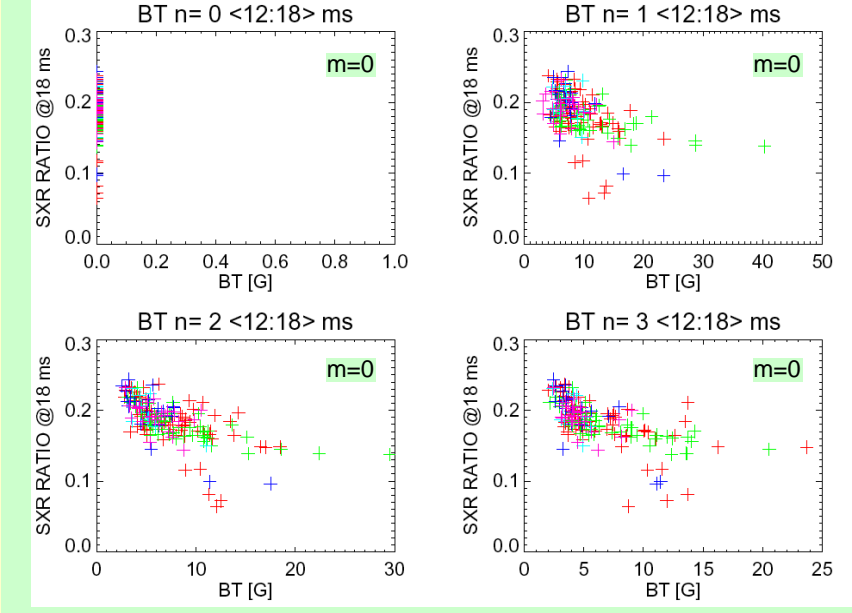 BT n= 0 <12:18> ms
SXR RATIO @18 ms
0.3
0.2
0.1
0.0
m=0
0.0 0.2 0.4 0.6 0.8 1.0
BT [G]
BT n= 1 <12:18> ms
SXR RATIO @18 ms
0.3
0.2
0.1
0.0
m=0
0 10 20 30 40 50
BT [G]
BT n= 2 <12:18> ms
SXR RATIO @18 ms
0.3
0.2
0.1
0.0
m=0
0 10 20 30
BT [G]
BT n= 3 <12:18> ms
SXR RATIO @18 ms
0.3
0.2
0.1
0.0
m=0
0 5 10 15 20 25
BT [G]